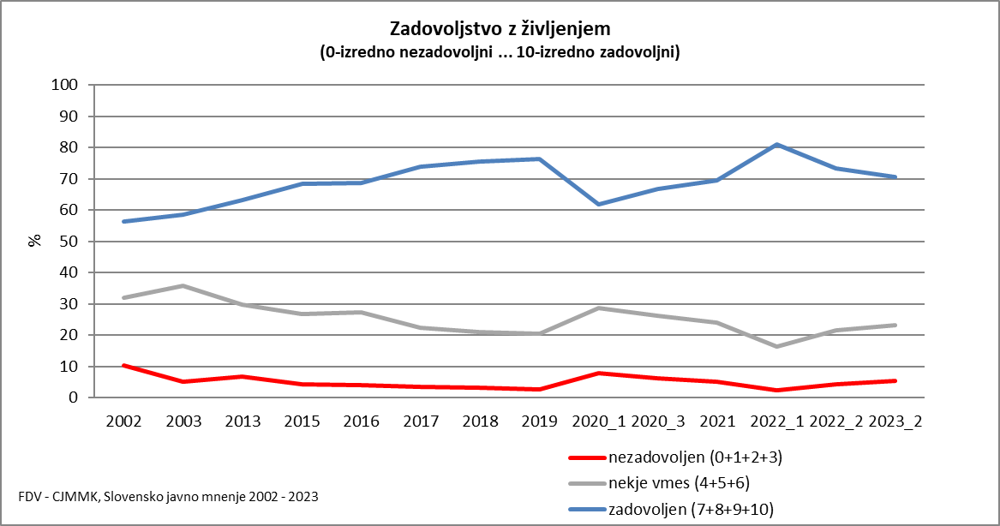 Zadovoljstvo z življenjem
(0-izredno nezadovoljni ... 10-izredno zadovoljni)
100
90
80
70
60
50
40
30
20
10
0
%
2002 2003 2013 2015 2016 2017 2018 2019 2020_1 2020_3 2021 2022_1 2022_2 2023_2
nezadovoljen (0+1+2+3)
nekje vmes (4+5+6)
zadovoljen (7+8+9+10)
FDV - CJMMK, Slovensko javno mnenje 2002 - 2023